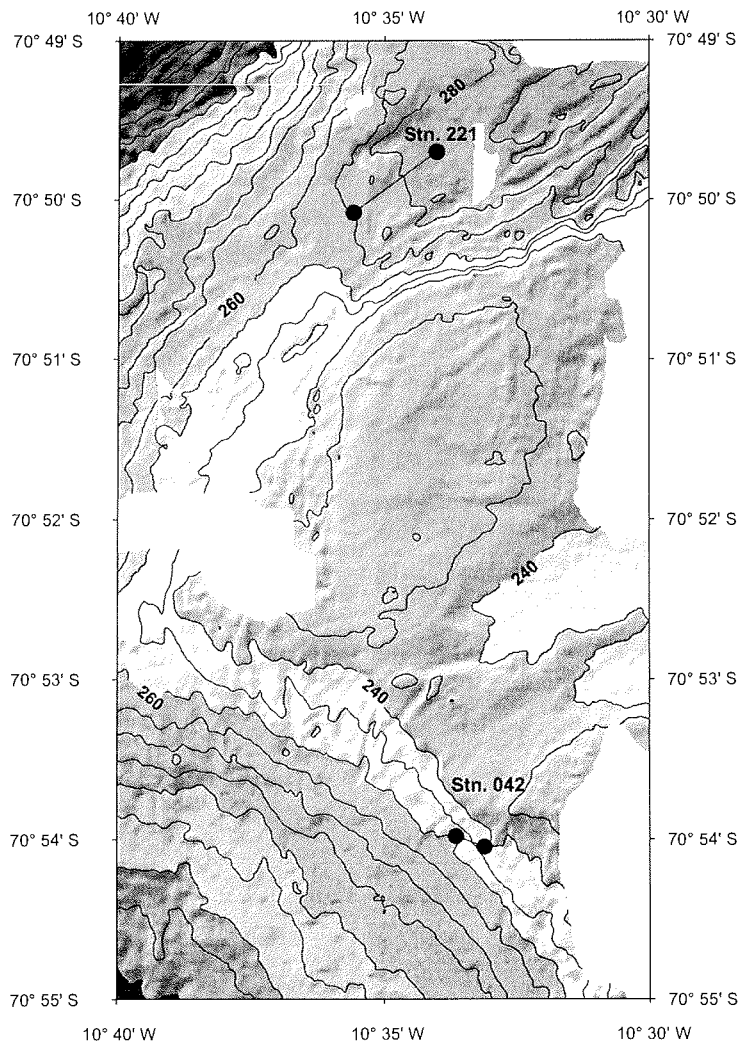 10° 40' W
10° 35' W
10° 30' W
70° 49' S
70° 49' S
280
Stn. 221
70° 50' S
70° 50' S
260
70° 51' S
70° 51' S
70° 52' S
70° 52' S
240
70° 53' S
70° 53' S
240
260
Stn. 042
70° 54' S
70° 54' S
70° 55' S
70° 55' S
10° 40' W
10° 35' W
10° 30' W